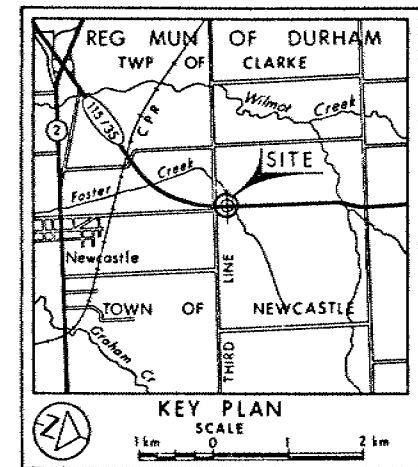 REG MUN OF DURHAM
TWP OF CLARKE
115/35
CPR
Wilmot Creek
2
SITE
Foster Creek
Newcastle
LINE
TOWN OF NEWCASTLE
Graham Cr
THIRD
N
KEY PLAN
SCALE
1 km 0 1 2 km